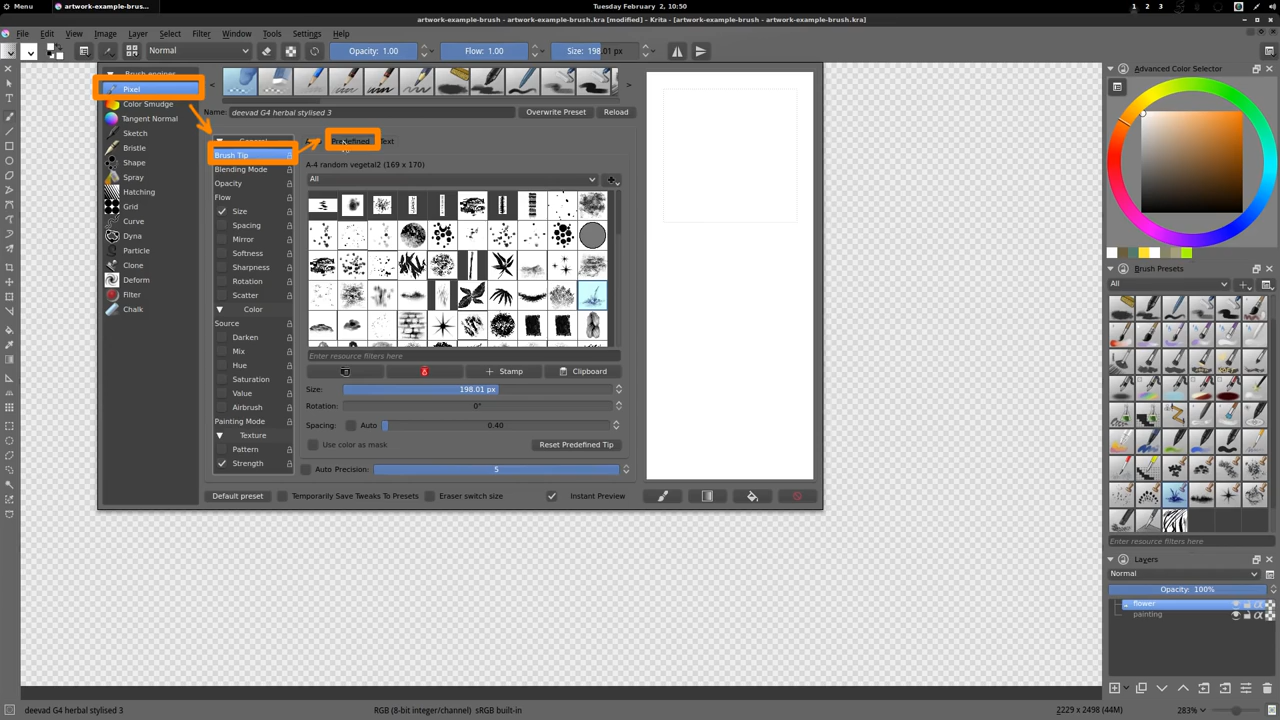 Menu
artwork-example-brus...
Tuesday February 2, 10:50
1 2 3
artwork-example-brush - artwork-example-brush.kra [modified] - Krita - [artwork-example-brush - artwork-example-brush.kra]
File Edit View Image Layer Select Filter Window Tools Settings Help
Normal
Opacity: 1.00
Flow: 1.00
Size: 198.01 px
Advanced Color Selector
Brush engines
Pixel
Color Smudge
Tangent Normal
Sketch
Bristle
Shape
Spray
Hatching
Grid
Curve
Dyna
Particle
Clone
Deform
Filter
Chalk
Name: deevad G4 herbal stylised 3
Overwrite Preset
Reload
General
Brush Tip
Blending Mode
Opacity
Flow
Size
Spacing
Mirror
Softness
Sharpness
Rotation
Scatter
Color
Source
Darken
Mix
Hue
Saturation
Value
Airbrush
Painting Mode
Texture
Pattern
Strength
Predefined
Text
A-4 random vegetal2 (169 x 170)
All
Enter resource filters here
Stamp
Clipboard
Size: 198.01 px
Rotation: 0°
Spacing: Auto 0.40
Use color as mask
Reset Predefined Tip
Auto Precision: 5
Default preset
Temporarily Save Tweaks To Presets
Eraser switch size
Instant Preview
Brush Presets
All
Enter resource filters here
Layers
Normal
Opacity: 100%
flower
painting
deevad G4 herbal stylised 3
RGB (8-bit integer/channel) sRGB built-in
2229 x 2498 (44M)
283%